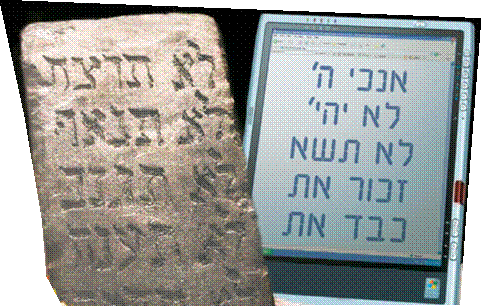 אנכי ה'
לא יהי'
לא תשא
זכור את
כבד את
לא תרצח
לא תנאף
לא תגנב
לא תענה